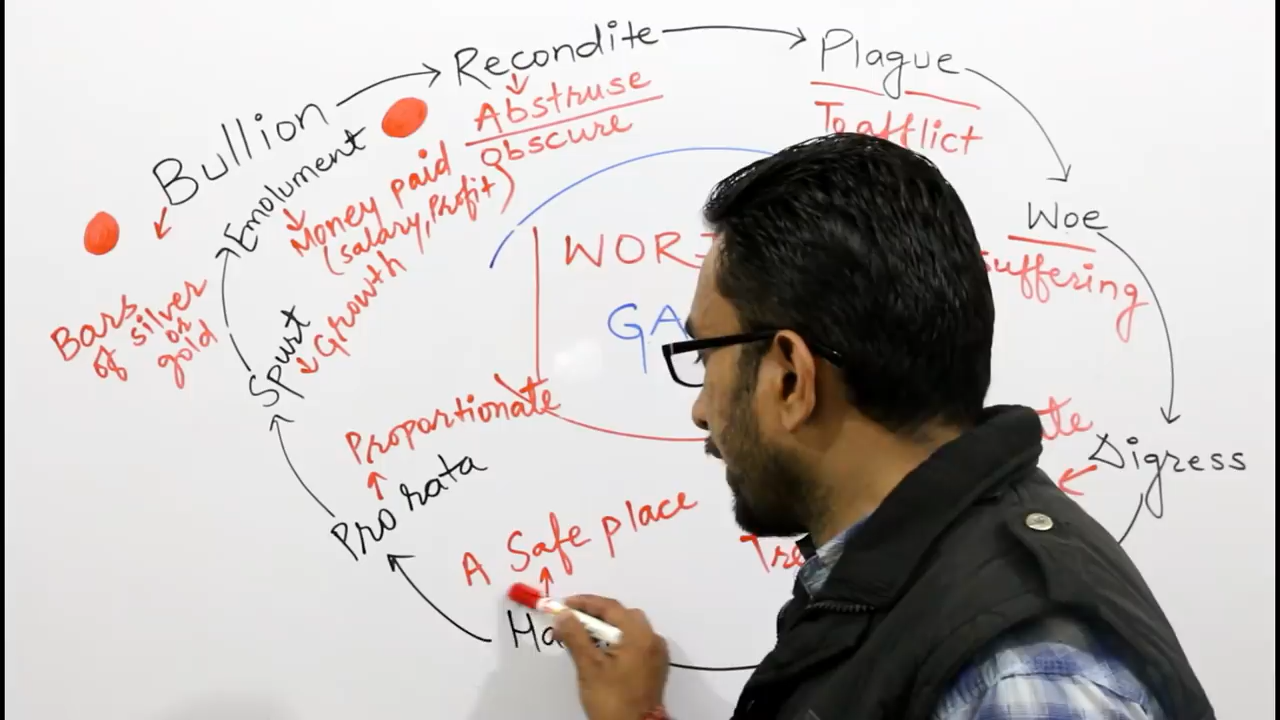 Recondite
Abstruse
Obscure
Plague
To afflict
Woe
suffering
Digress
Bullion
Bars
of silver
or
gold
Emolument
Money paid
(Salary, Profit)
Spurt
Growth
Pro rata
Proportionate
A Safe place